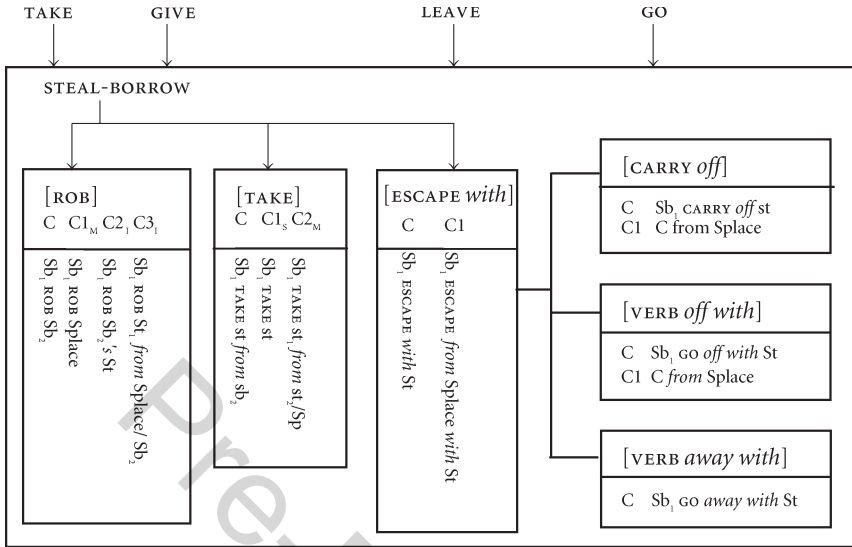 TAKE GIVE LEAVE GO
STEAL-BORROW
[ROB]
C C1M C2I C3I
Sb1 ROB Sb2
Sb1 ROB Splace
Sb1 ROB Sb2's St
Sb1 ROB St1 from Splace/ Sb2
[TAKE]
C C1S C2M
Sb1 TAKE st from sb2
Sb1 TAKE st
Sb1 TAKE st1 from st2/Sp
[ESCAPE with]
C C1
Sb1 ESCAPE with St
Sb1 ESCAPE from Splace with St
[CARRY off]
C Sb1 CARRY off st
C1 C from Splace
[VERB off with]
C Sb1 GO off with St
C1 C from Splace
[VERB away with]
C Sb1 GO away with St
Pre-